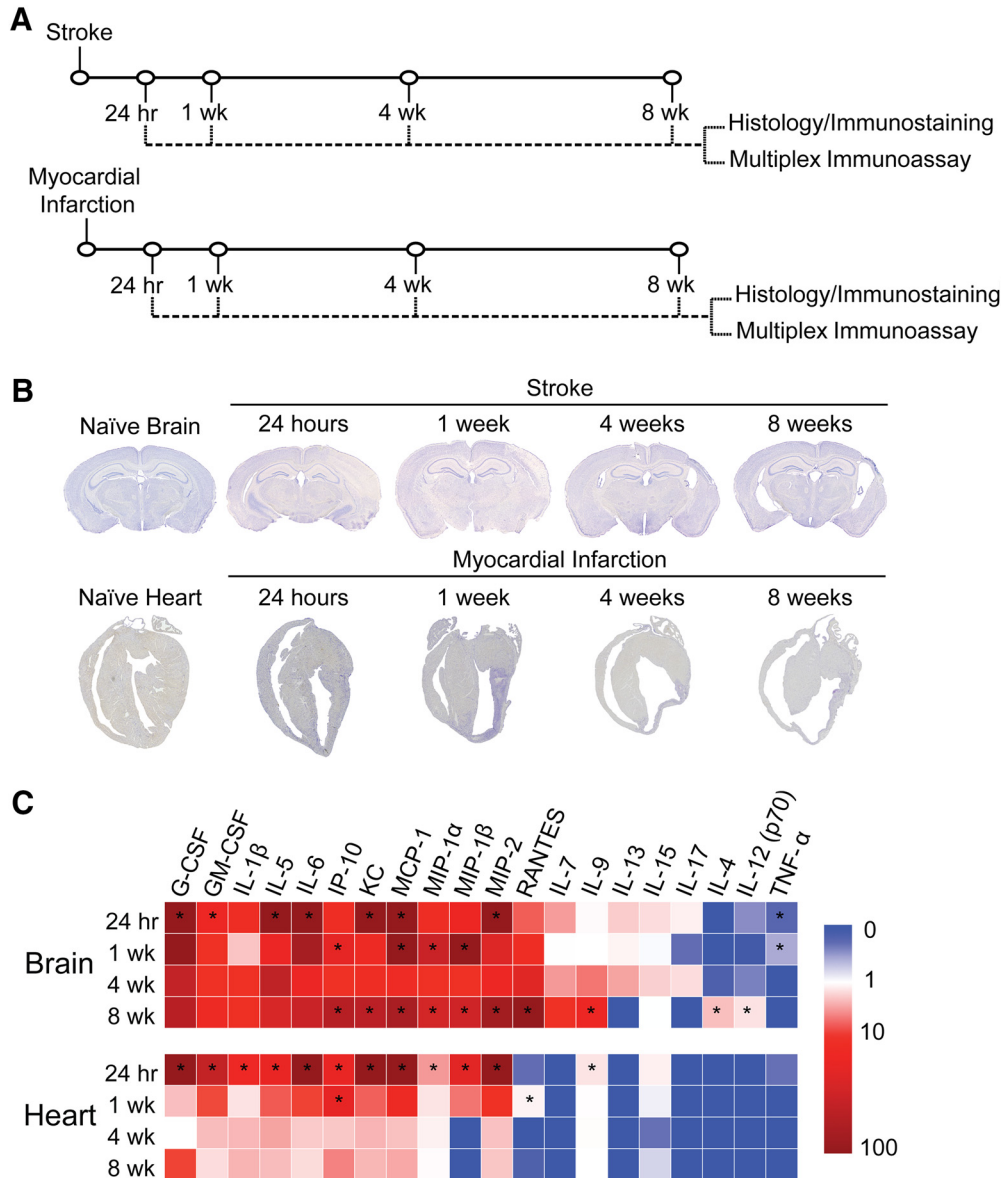 A
Stroke
24 hr 1 wk 4 wk 8 wk
Histology/Immunostaining
Multiplex Immunoassay
Myocardial
Infarction
24 hr 1 wk 4 wk 8 wk
Histology/Immunostaining
Multiplex Immunoassay
B
Stroke
Naïve Brain 24 hours 1 week 4 weeks 8 weeks
Myocardial Infarction
Naïve Heart 24 hours 1 week 4 weeks 8 weeks
C
G-CSF GM-CSF IL-1β IL-5 IL-6 IP-10 KC MCP-1 MIP-1α MIP-1β MIP-2 RANTES IL-7 IL-9 IL-13 IL-15 IL-17 IL-4 IL-12 (p70) TNF-α
Brain
24 hr * * * * * * * *
1 wk * * * * *
4 wk
8 wk * * * * * * * * *
Heart
24 hr * * * * * * * * * * * *
1 wk * *
4 wk
8 wk
0
1
10
100